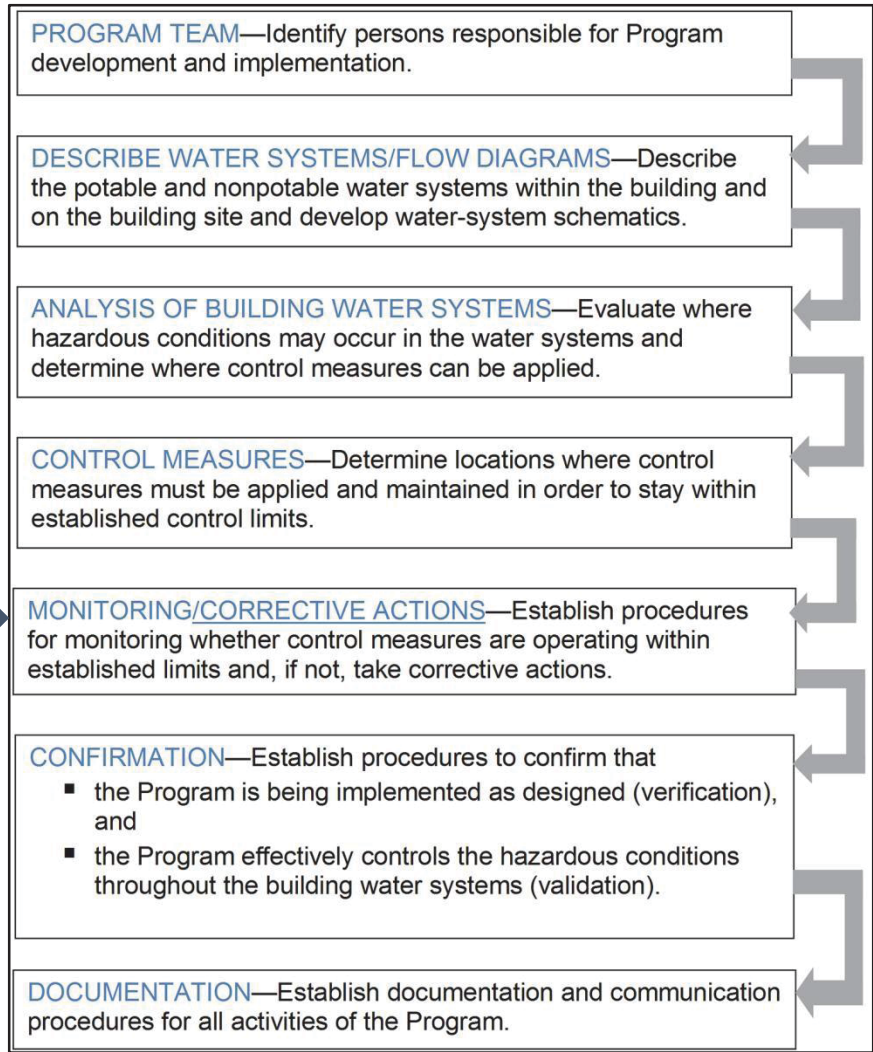 PROGRAM TEAM—Identify persons responsible for Program
development and implementation.
DESCRIBE WATER SYSTEMS/FLOW DIAGRAMS—Describe
the potable and nonpotable water systems within the building and
on the building site and develop water-system schematics.
ANALYSIS OF BUILDING WATER SYSTEMS—Evaluate where
hazardous conditions may occur in the water systems and
determine where control measures can be applied.
CONTROL MEASURES—Determine locations where control
measures must be applied and maintained in order to stay within
established control limits.
MONITORING/CORRECTIVE ACTIONS—Establish procedures
for monitoring whether control measures are operating within
established limits and, if not, take corrective actions.
CONFIRMATION—Establish procedures to confirm that
▪ the Program is being implemented as designed (verification),
and
▪ the Program effectively controls the hazardous conditions
throughout the building water systems (validation).
DOCUMENTATION—Establish documentation and communication
procedures for all activities of the Program.